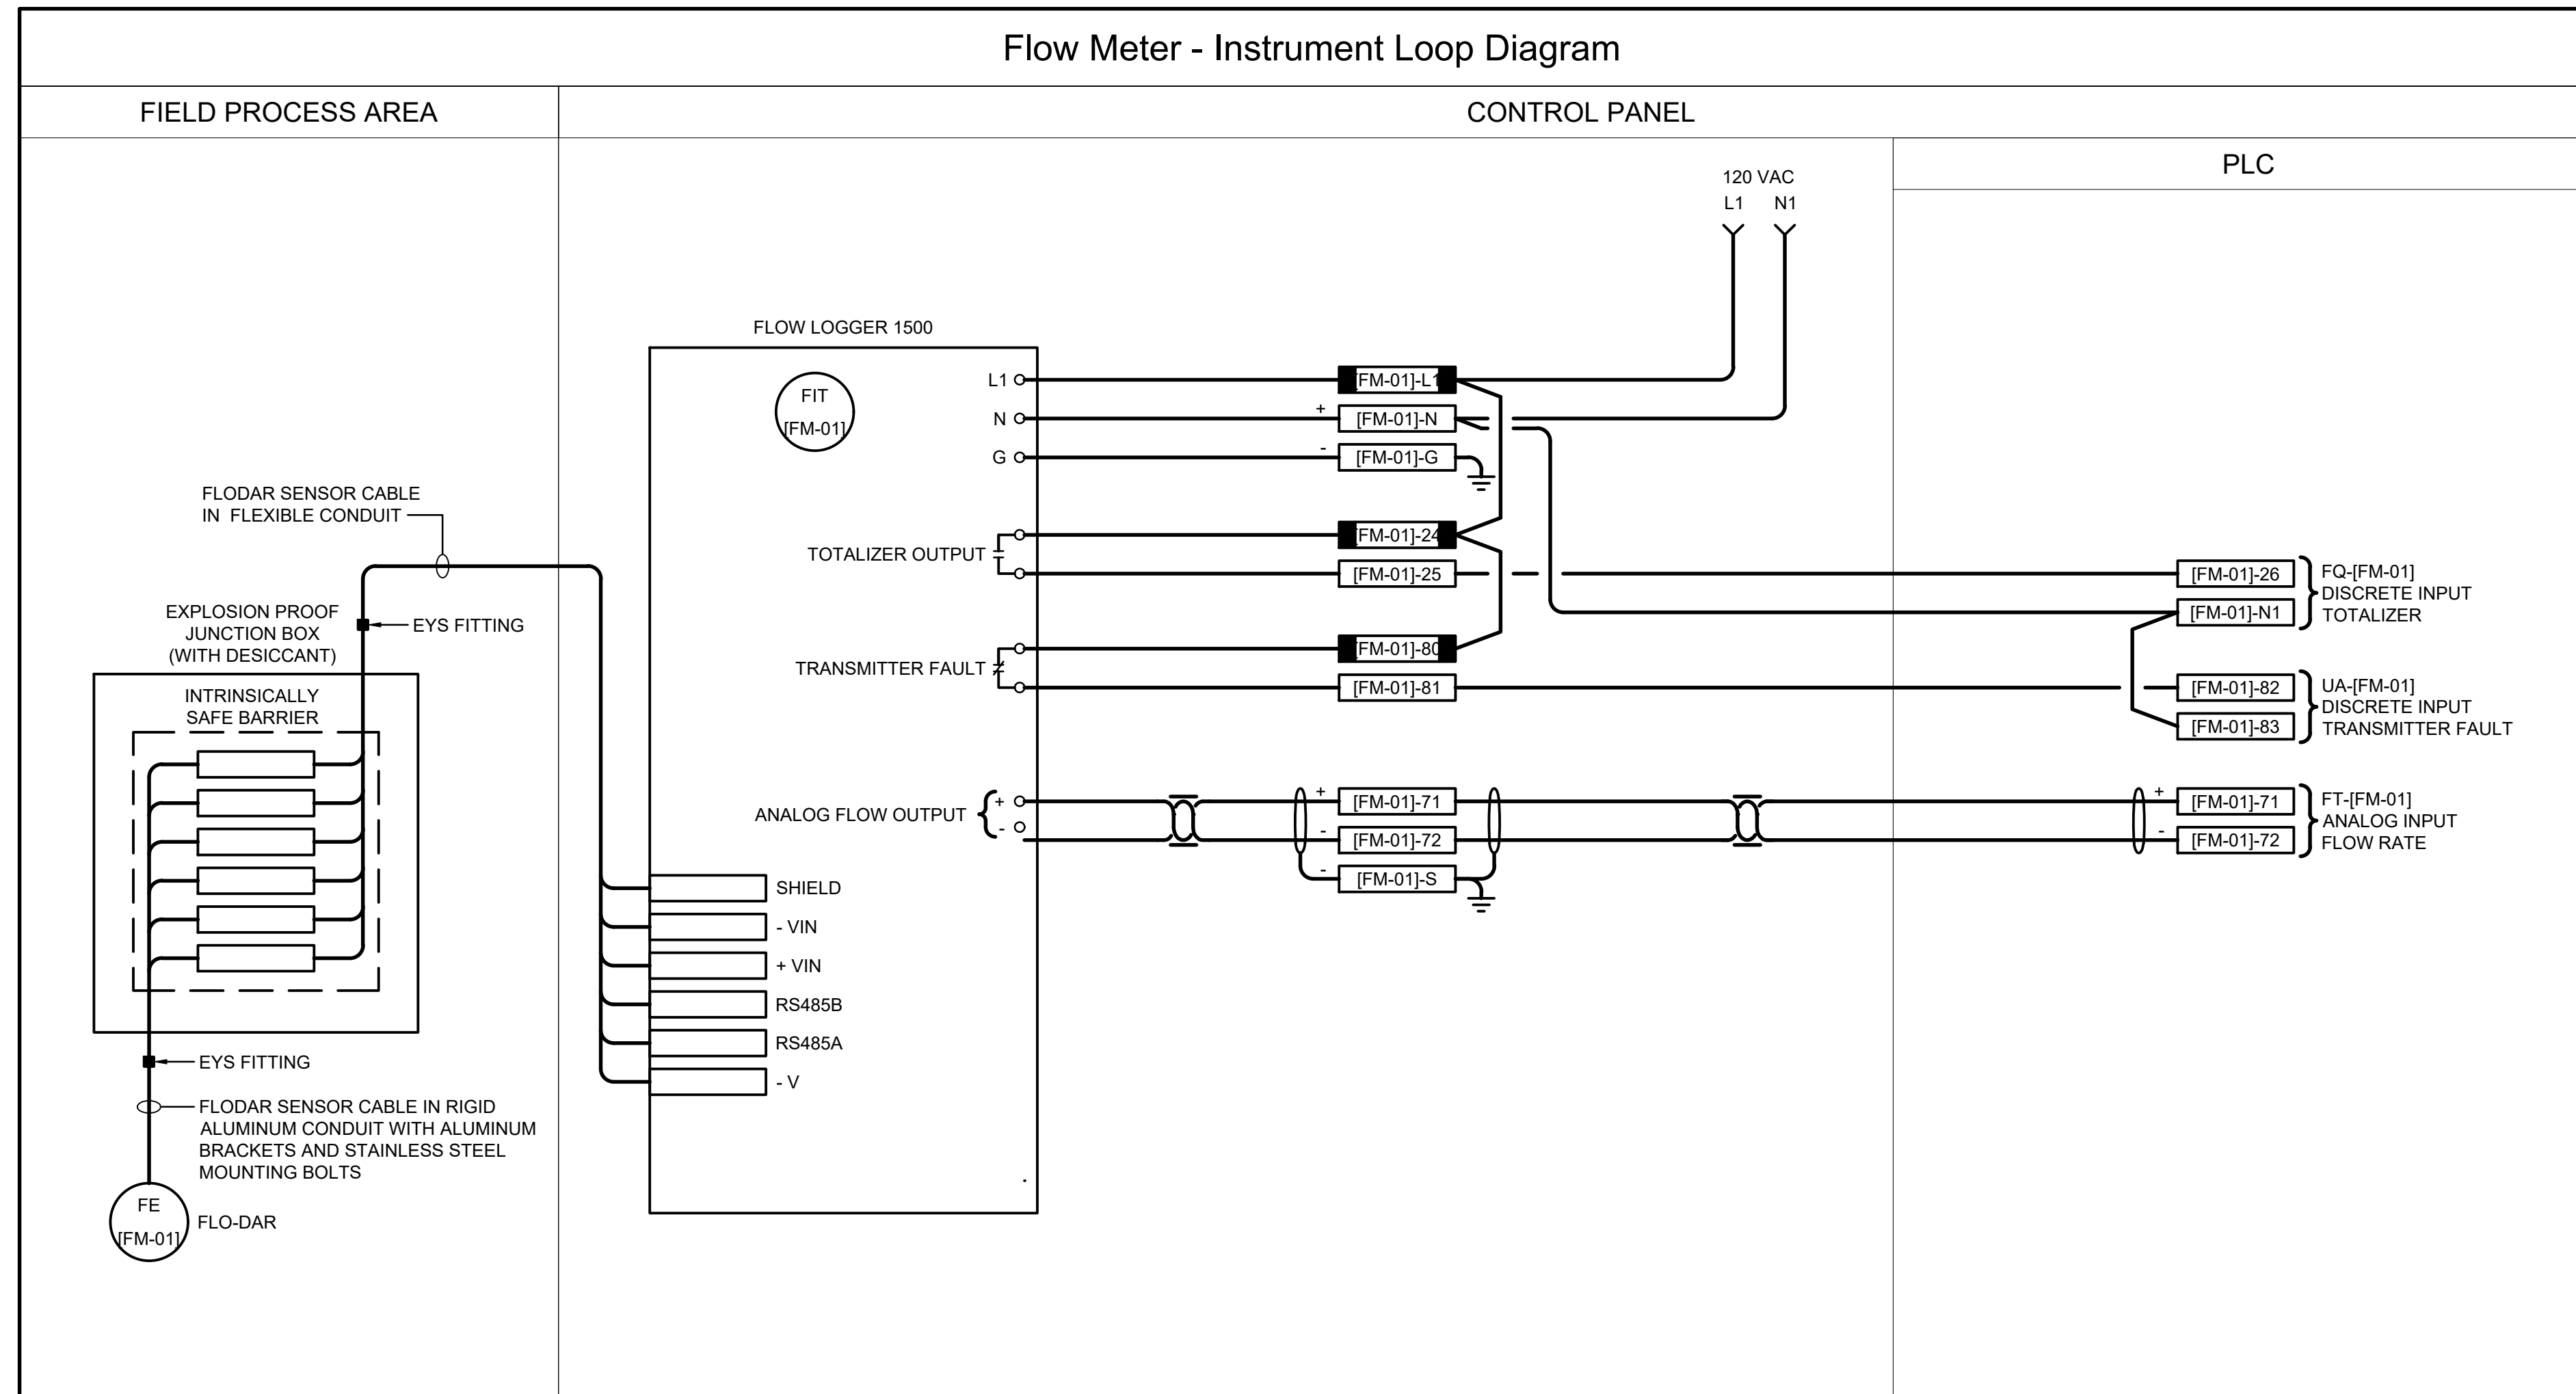 Flow Meter - Instrument Loop Diagram
FIELD PROCESS AREA
CONTROL PANEL
PLC
120 VAC
L1 N1
FLOW LOGGER 1500
FIT
[FM-01]
L1
N
G
[FM-01]-L1
+
[FM-01]-N
-
[FM-01]-G
FLODAR SENSOR CABLE
IN FLEXIBLE CONDUIT
TOTALIZER OUTPUT
[FM-01]-24
[FM-01]-25
[FM-01]-26
[FM-01]-N1
FQ-[FM-01]
DISCRETE INPUT
TOTALIZER
EXPLOSION PROOF
JUNCTION BOX
(WITH DESICCANT)
EYS FITTING
TRANSMITTER FAULT
[FM-01]-80
[FM-01]-81
[FM-01]-82
[FM-01]-83
UA-[FM-01]
DISCRETE INPUT
TRANSMITTER FAULT
INTRINSICALLY
SAFE BARRIER
ANALOG FLOW OUTPUT
+
-
+
[FM-01]-71
-
[FM-01]-72
-
[FM-01]-S
+
[FM-01]-71
-
[FM-01]-72
FT-[FM-01]
ANALOG INPUT
FLOW RATE
SHIELD
- VIN
+ VIN
RS485B
RS485A
- V
EYS FITTING
FLODAR SENSOR CABLE IN RIGID
ALUMINUM CONDUIT WITH ALUMINUM
BRACKETS AND STAINLESS STEEL
MOUNTING BOLTS
FE
[FM-01]
FLO-DAR